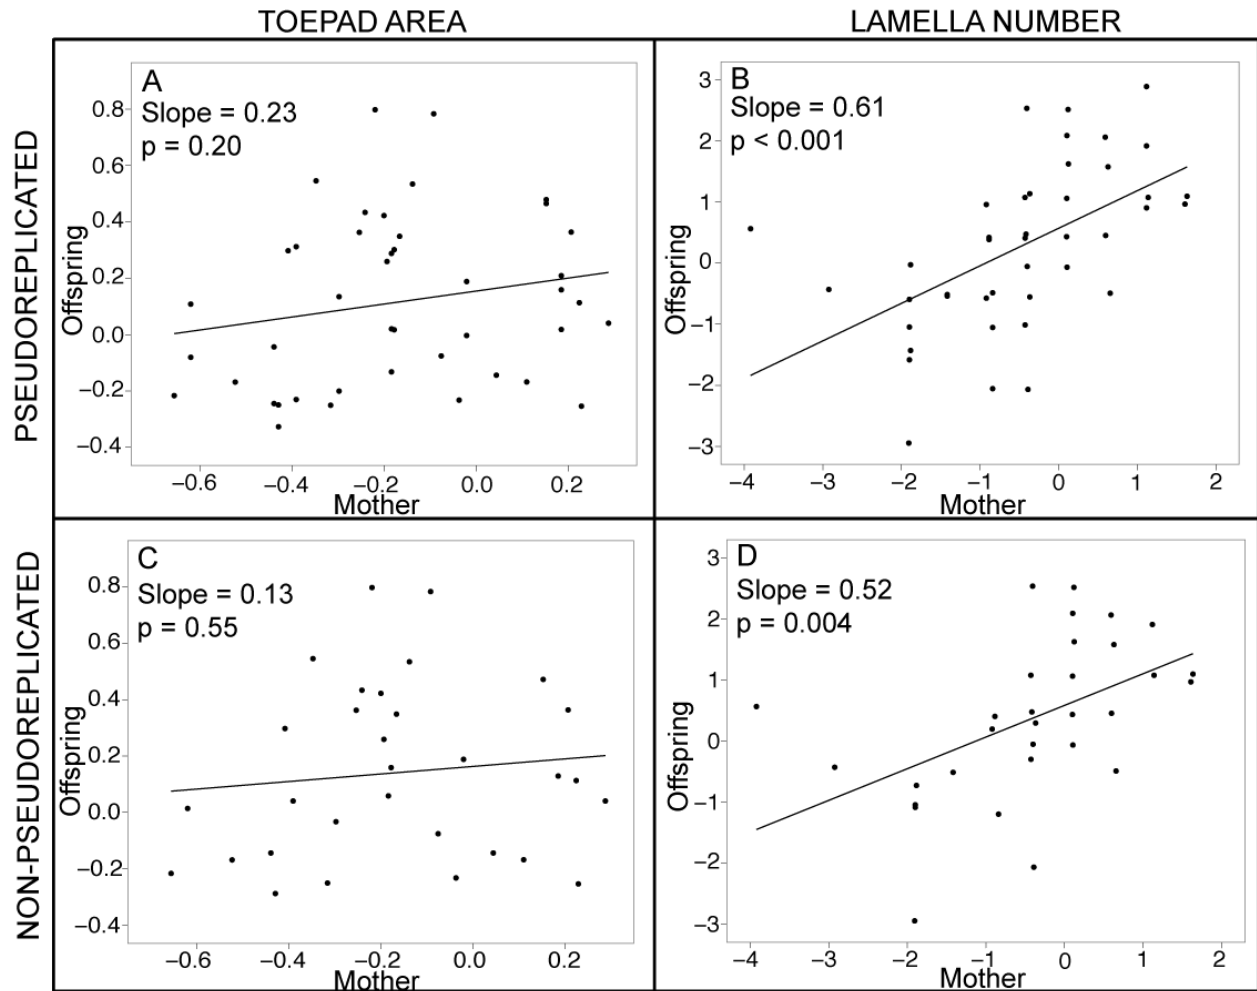 TOEPAD AREA
LAMELLA NUMBER
PSEUDOREPLICATED
A
Slope = 0.23
p = 0.20
0.8
0.6
0.4
0.2
0.0
−0.2
−0.4
Offspring
−0.6
−0.4
−0.2
0.0
0.2
Mother
B
Slope = 0.61
p < 0.001
3
2
1
0
−1
−2
−3
Offspring
−4
−3
−2
−1
0
1
2
Mother
NON-PSEUDOREPLICATED
C
Slope = 0.13
p = 0.55
0.8
0.6
0.4
0.2
0.0
−0.2
−0.4
Offspring
−0.6
−0.4
−0.2
0.0
0.2
Mother
D
Slope = 0.52
p = 0.004
3
2
1
0
−1
−2
−3
Offspring
−4
−3
−2
−1
0
1
2
Mother